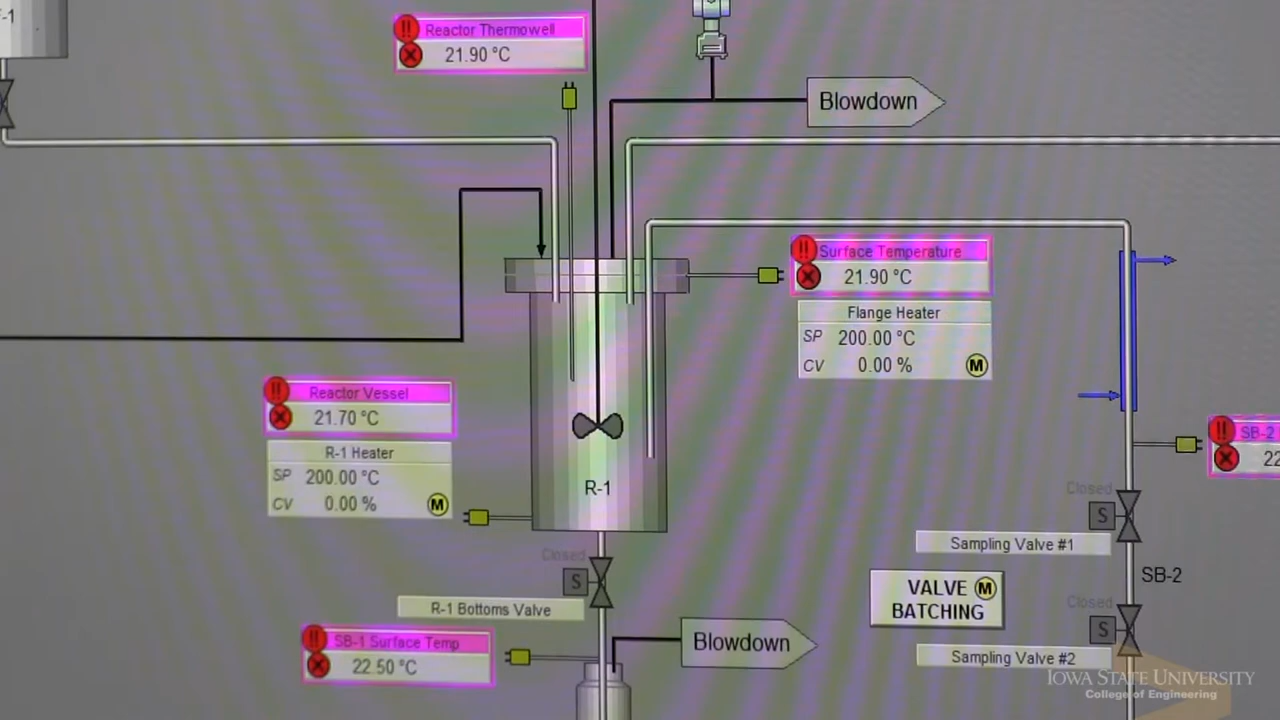 -1
!! Reactor Thermowell
21.90 °C
Blowdown
!! Surface Temperature
21.90 °C
Flange Heater
SP 200.00 °C
CV 0.00 % M
!! Reactor Vessel
21.70 °C
R-1 Heater
SP 200.00 °C
CV 0.00 % M
!! SB-2
22
R-1
Closed
S
Sampling Valve #1
Closed
S
R-1 Bottoms Valve
SB-2
VALVE M
BATCHING
Closed
S
Sampling Valve #2
!! SB-1 Surface Temp
22.50 °C
Blowdown
IOWA STATE UNIVERSITY
College of Engineering